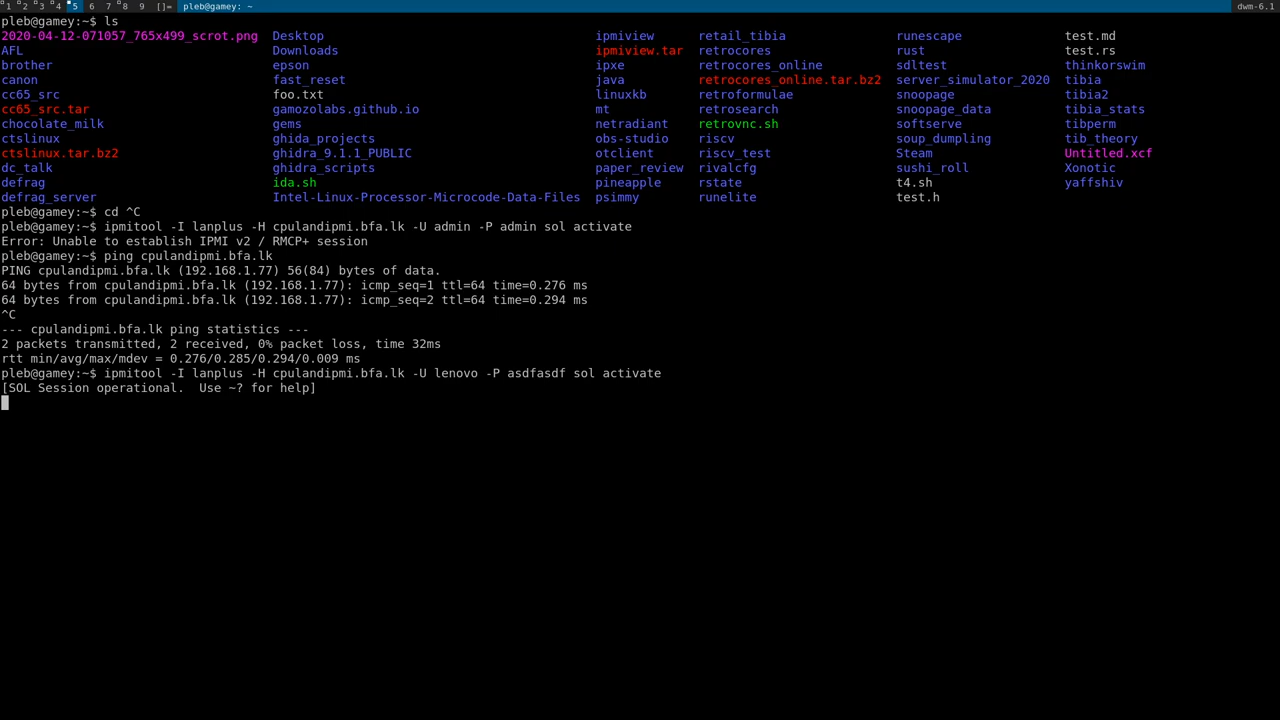 1 2 3 4 5 6 7 8 9 []= pleb@gamey: ~ dwm-6.1
pleb@gamey:~$ ls
2020-04-12-071057_765x499_scrot.png Desktop ipmiview retail_tibia runescape test.md
AFL Downloads ipmiview.tar retrocores rust test.rs
brother epson ipxe retrocores_online sdltest thinkorswim
canon fast_reset java retrocores_online.tar.bz2 server_simulator_2020 tibia
cc65_src foo.txt linuxkb retroformulae snoopage tibia2
cc65_src.tar gamozolabs.github.io mt retrosearch snoopage_data tibia_stats
chocolate_milk gems netradiant retrovnc.sh softserve tibperm
ctslinux ghida_projects obs-studio riscv soup_dumpling tib_theory
ctslinux.tar.bz2 ghidra_9.1.1_PUBLIC otclient riscv_test Steam Untitled.xcf
dc_talk ghidra_scripts paper_review rivalcfg sushi_roll Xonotic
defrag ida.sh pineapple rstate t4.sh yaffshiv
defrag_server Intel-Linux-Processor-Microcode-Data-Files psimmy runelite test.h
pleb@gamey:~$ cd ^C
pleb@gamey:~$ ipmitool -I lanplus -H cpulandipmi.bfa.lk -U admin -P admin sol activate
Error: Unable to establish IPMI v2 / RMCP+ session
pleb@gamey:~$ ping cpulandipmi.bfa.lk
PING cpulandipmi.bfa.lk (192.168.1.77) 56(84) bytes of data.
64 bytes from cpulandipmi.bfa.lk (192.168.1.77): icmp_seq=1 ttl=64 time=0.276 ms
64 bytes from cpulandipmi.bfa.lk (192.168.1.77): icmp_seq=2 ttl=64 time=0.294 ms
^C
--- cpulandipmi.bfa.lk ping statistics ---
2 packets transmitted, 2 received, 0% packet loss, time 32ms
rtt min/avg/max/mdev = 0.276/0.285/0.294/0.009 ms
pleb@gamey:~$ ipmitool -I lanplus -H cpulandipmi.bfa.lk -U lenovo -P asdfasdf sol activate
[SOL Session operational.  Use ~? for help]